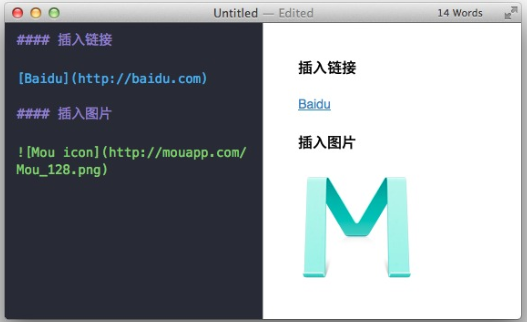 Untitled — Edited
14 Words
#### 插入链接
[Baidu](http://baidu.com)
#### 插入图片
![Mou icon](http://mouapp.com/
Mou_128.png)
插入链接
Baidu
插入图片